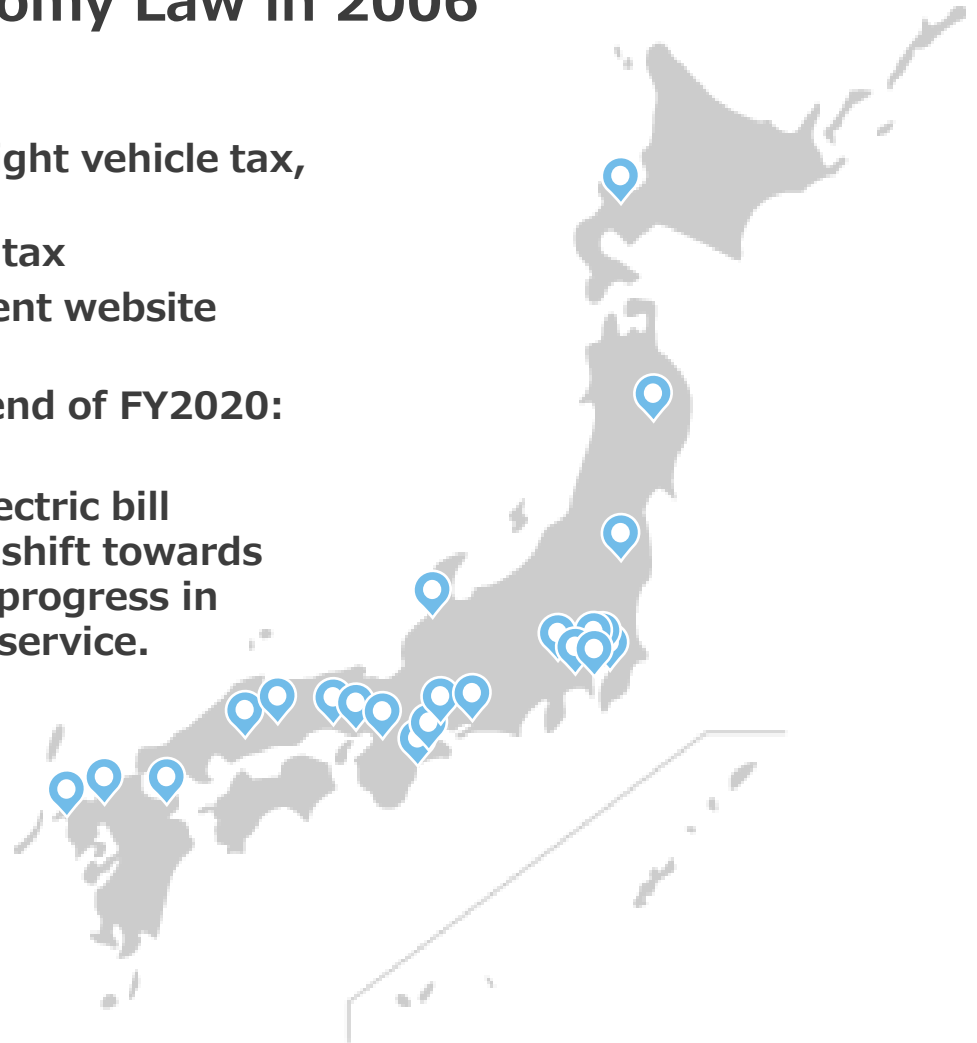 omy Law in 2006
ght vehicle tax,
tax
ent website
end of FY2020:
ectric bill
shift towards
progress in
service.